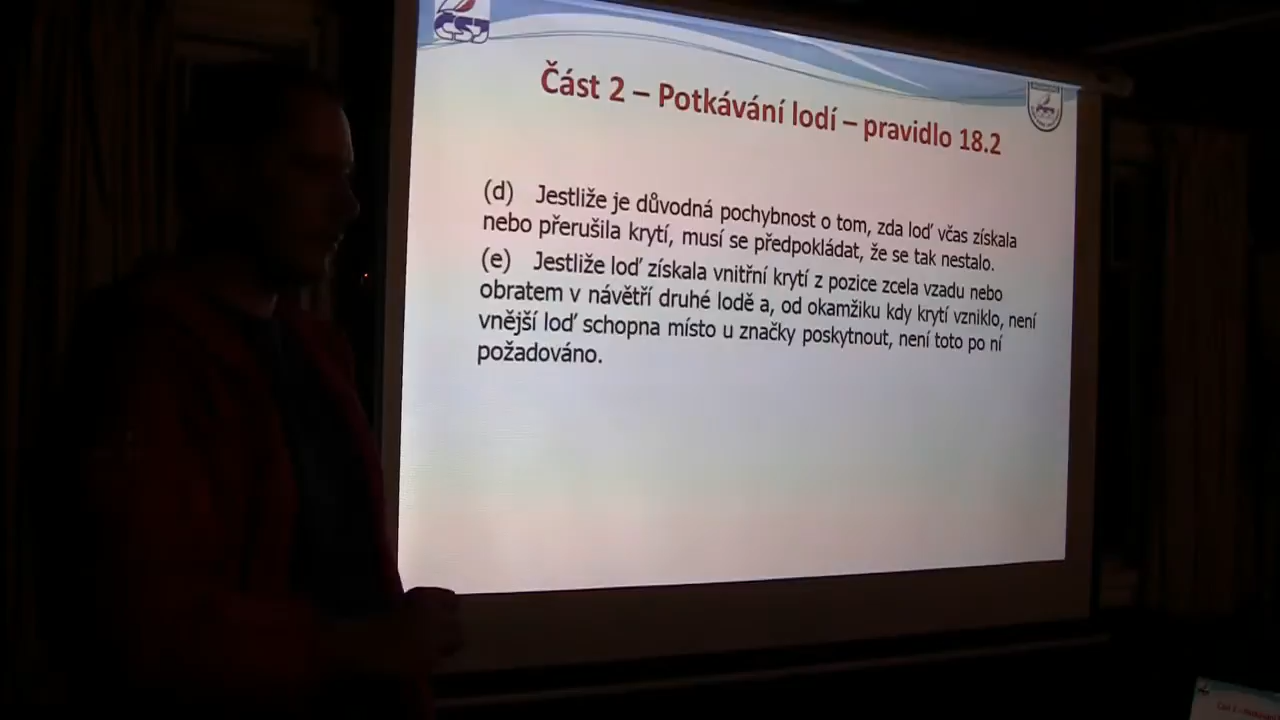 ČSJ
Část 2 – Potkávání lodí – pravidlo 18.2
(d) Jestliže je důvodná pochybnost o tom, zda loď včas získala
nebo přerušila krytí, musí se předpokládat, že se tak nestalo.
(e) Jestliže loď získala vnitřní krytí z pozice zcela vzadu nebo
obratem v návětří druhé lodě a, od okamžiku kdy krytí vzniklo, není
vnější loď schopna místo u značky poskytnout, není toto po ní
požadováno.